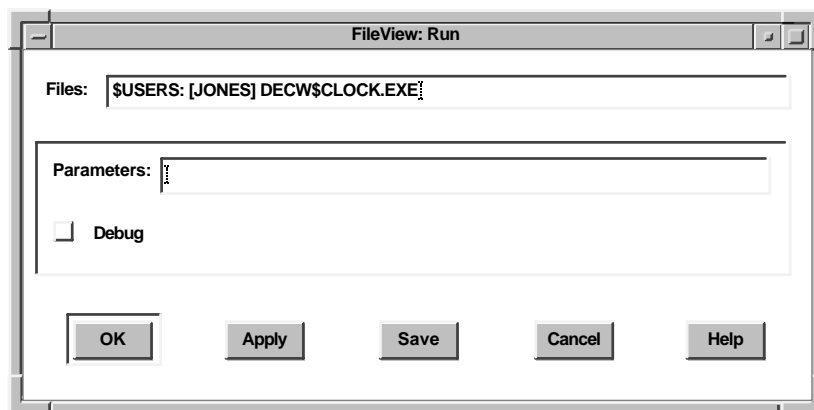 FileView: Run
Files: $USERS: [JONES] DECW$CLOCK.EXE
Parameters:
Debug
OK Apply Save Cancel Help